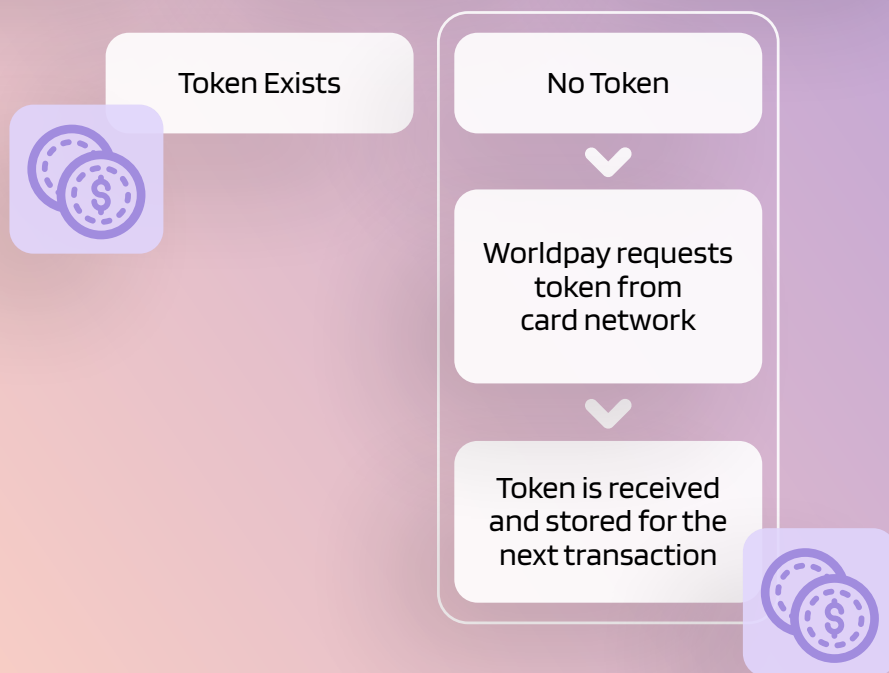 Token Exists
No Token
Worldpay requests
token from
card network
Token is received
and stored for the
next transaction
$
$